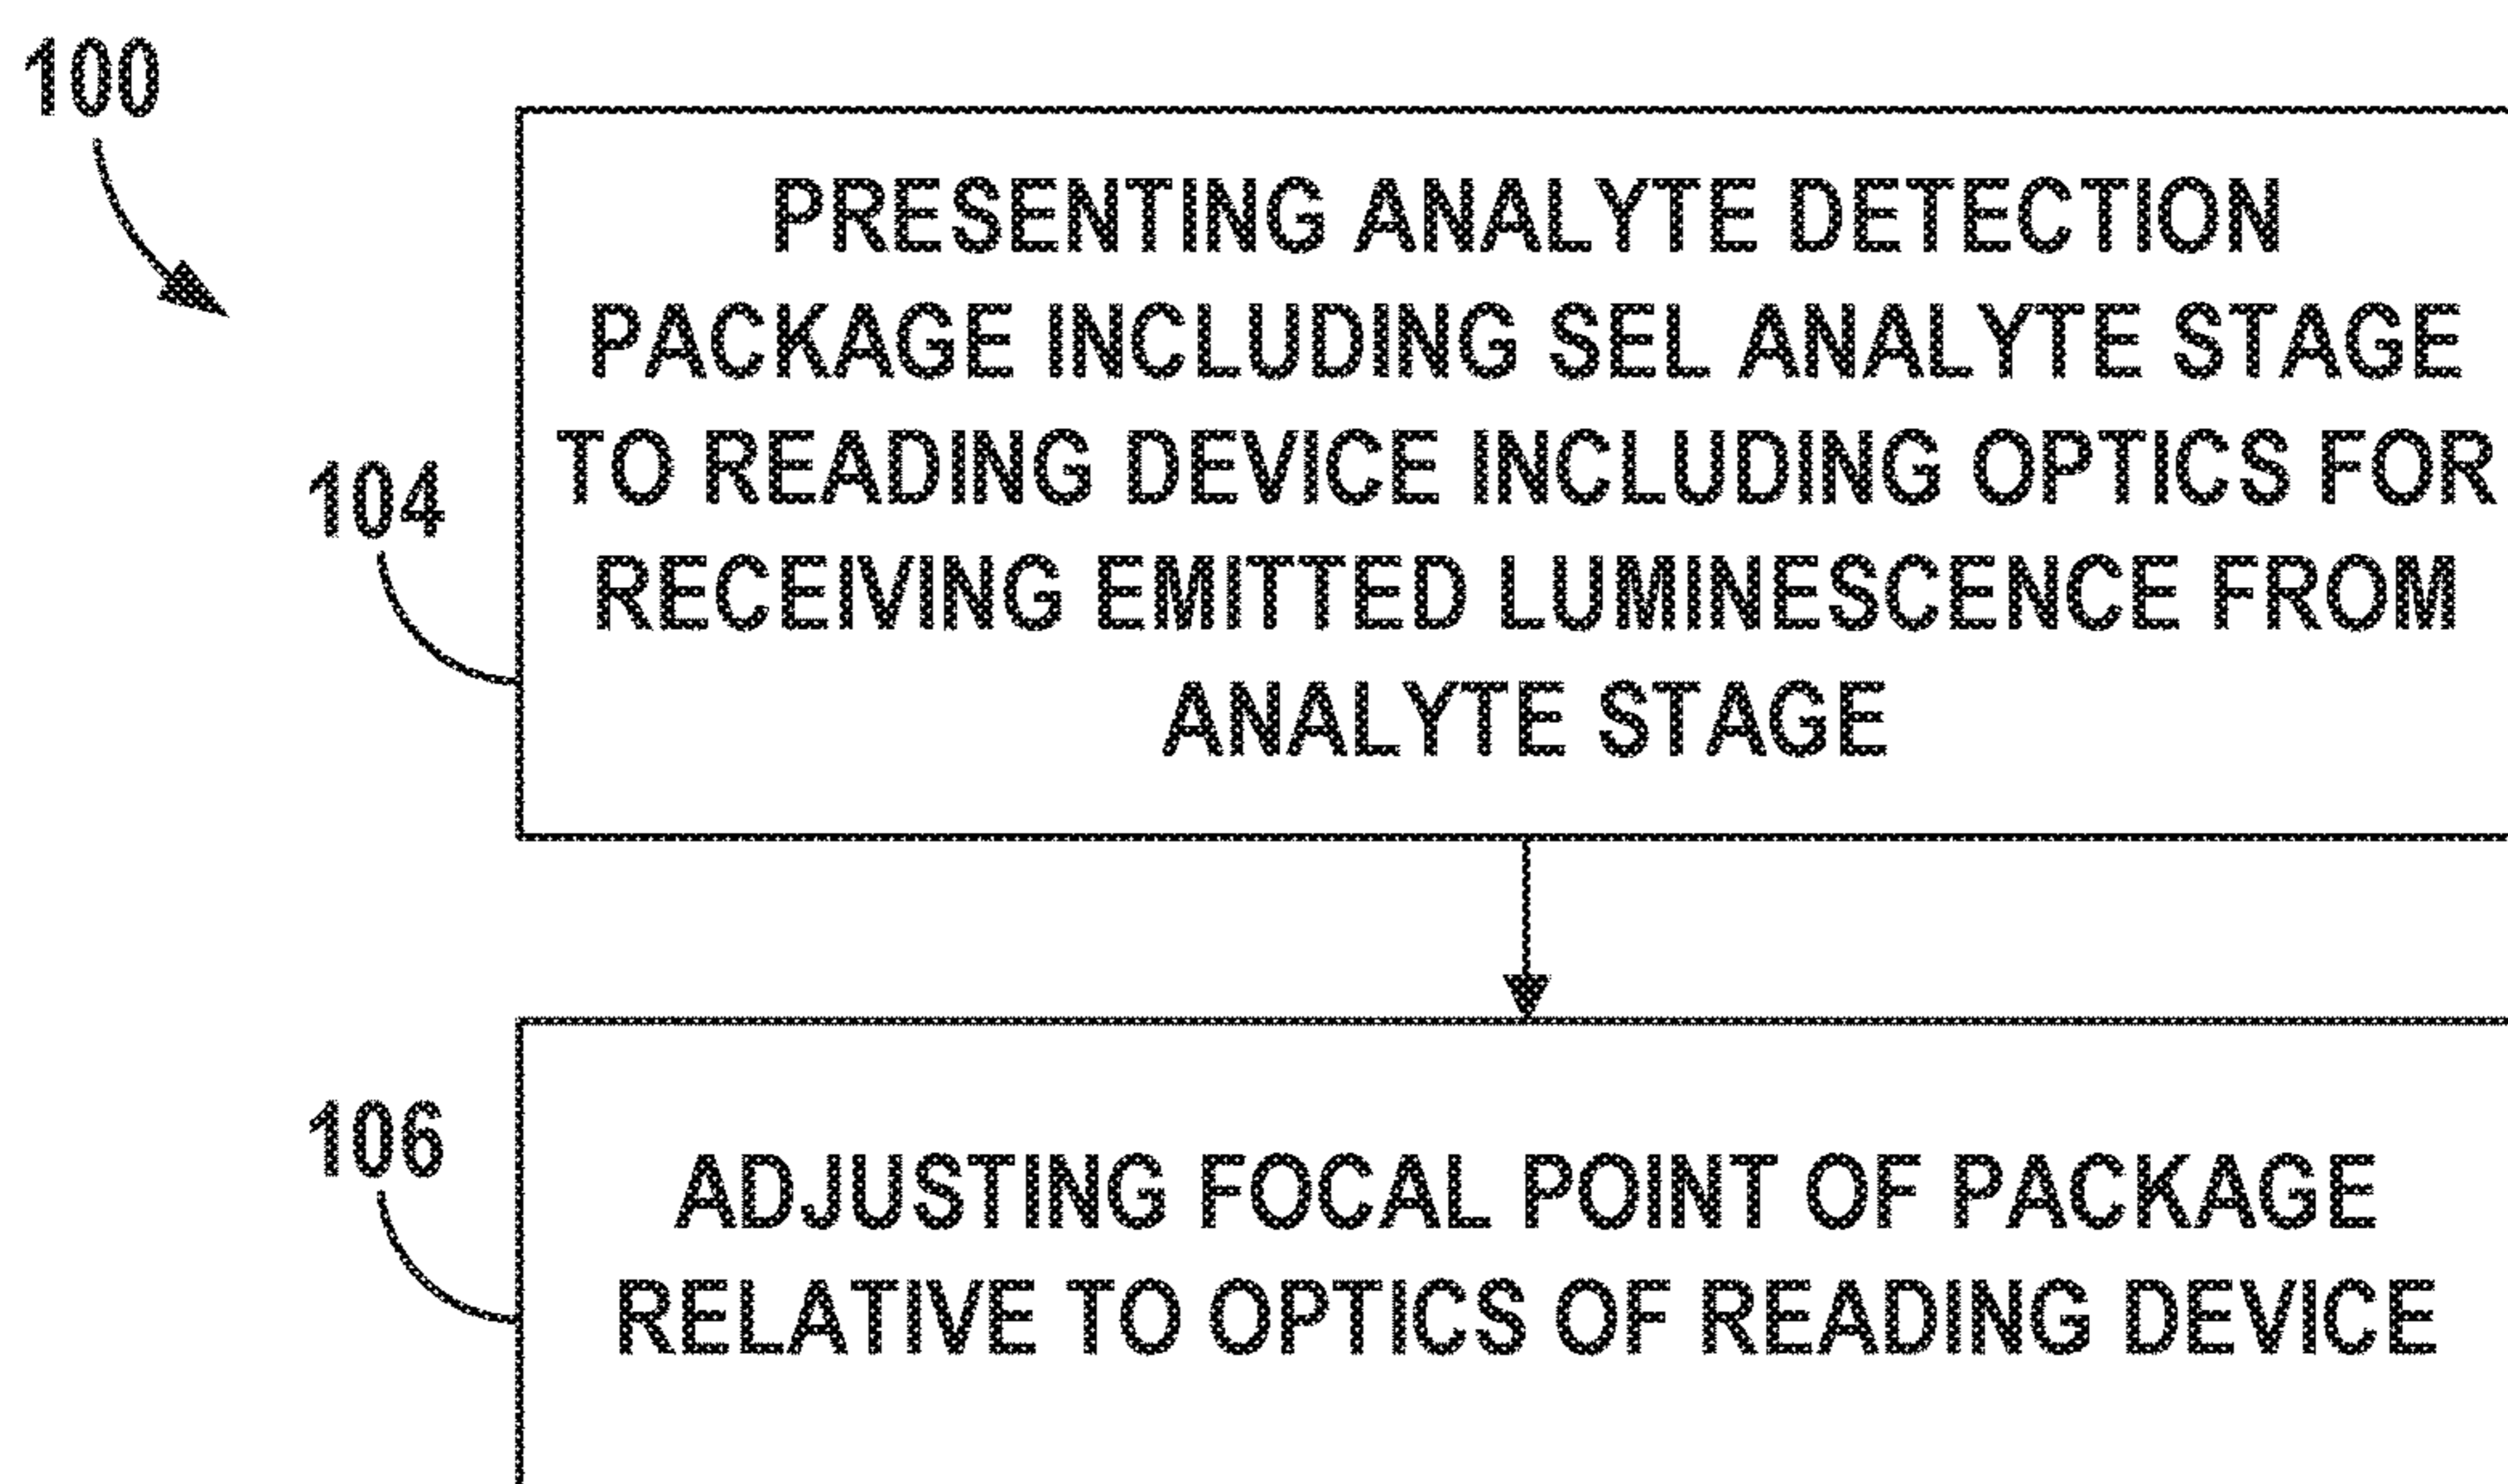 100
PRESENTING ANALYTE DETECTION
PACKAGE INCLUDING SEL ANALYTE STAGE
TO READING DEVICE INCLUDING OPTICS FOR
RECEIVING EMITTED LUMINESCENCE FROM
ANALYTE STAGE
104
106
ADJUSTING FOCAL POINT OF PACKAGE
RELATIVE TO OPTICS OF READING DEVICE